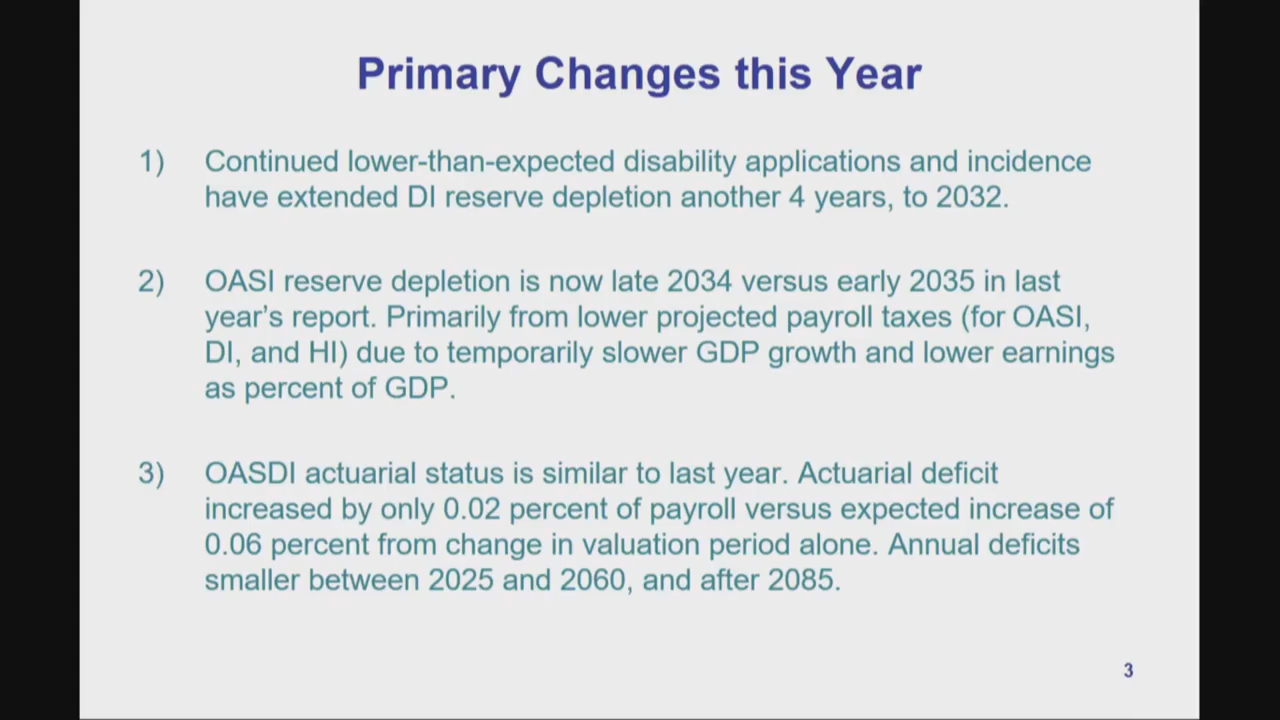 Primary Changes this Year
1) Continued lower-than-expected disability applications and incidence
have extended DI reserve depletion another 4 years, to 2032.
2) OASI reserve depletion is now late 2034 versus early 2035 in last
year's report. Primarily from lower projected payroll taxes (for OASI,
DI, and HI) due to temporarily slower GDP growth and lower earnings
as percent of GDP.
3) OASDI actuarial status is similar to last year. Actuarial deficit
increased by only 0.02 percent of payroll versus expected increase of
0.06 percent from change in valuation period alone. Annual deficits
smaller between 2025 and 2060, and after 2085.
3